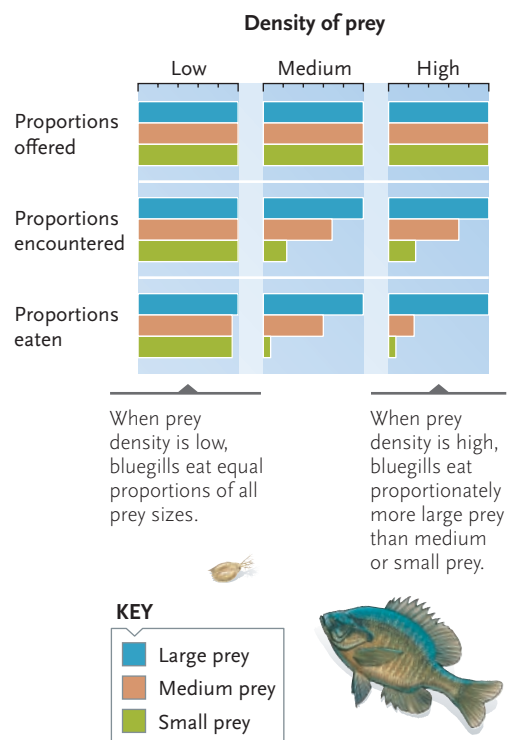 Density of prey
Low Medium High
Proportions
offered
Proportions
encountered
Proportions
eaten
When prey
density is low,
bluegills eat equal
proportions of all
prey sizes.
When prey
density is high,
bluegills eat
proportionately
more large prey
than medium
or small prey.
KEY
Large prey
Medium prey
Small prey